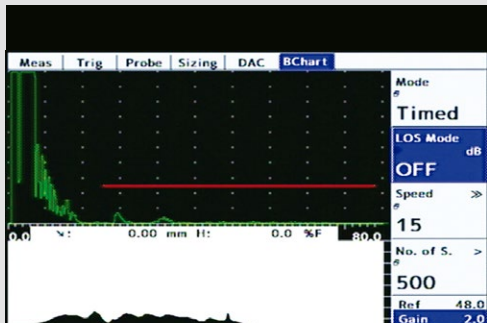 Meas Trig Probe Sizing DAC BChart
Mode
Timed
LOS Mode
dB
OFF
Speed >>
15
No. of S. >
500
Ref 48.0
Gain 2.0
0.0 ↘: 0.00 mm H: 0.0 %F 80.0